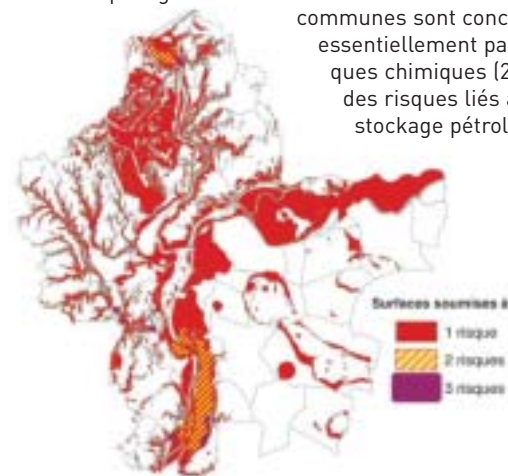 communes sont conc
essentiellement pa
ques chimiques (2
des risques liés a
stockage pétrol
Surfaces soumises à
1 risque
2 risques
3 risques